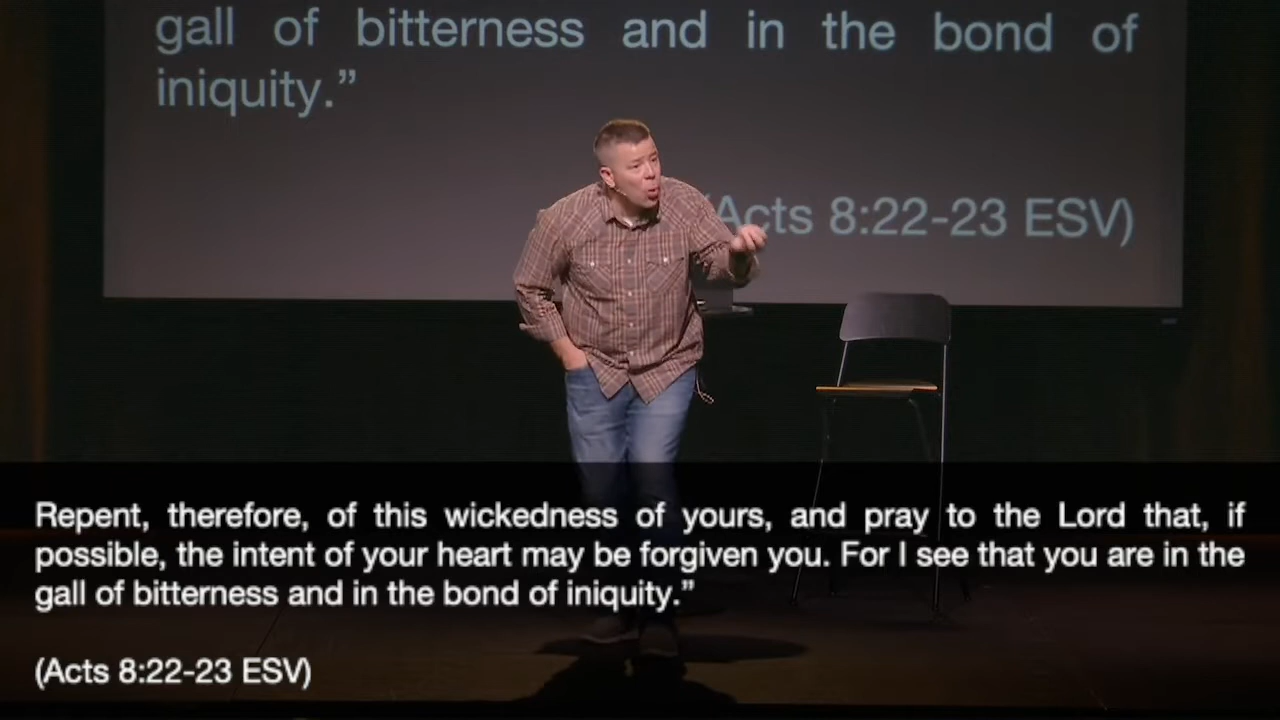 gall of bitterness and in the bond of
iniquity.”
(Acts 8:22-23 ESV)
Repent, therefore, of this wickedness of yours, and pray to the Lord that, if
possible, the intent of your heart may be forgiven you. For I see that you are in the
gall of bitterness and in the bond of iniquity.”
(Acts 8:22-23 ESV)